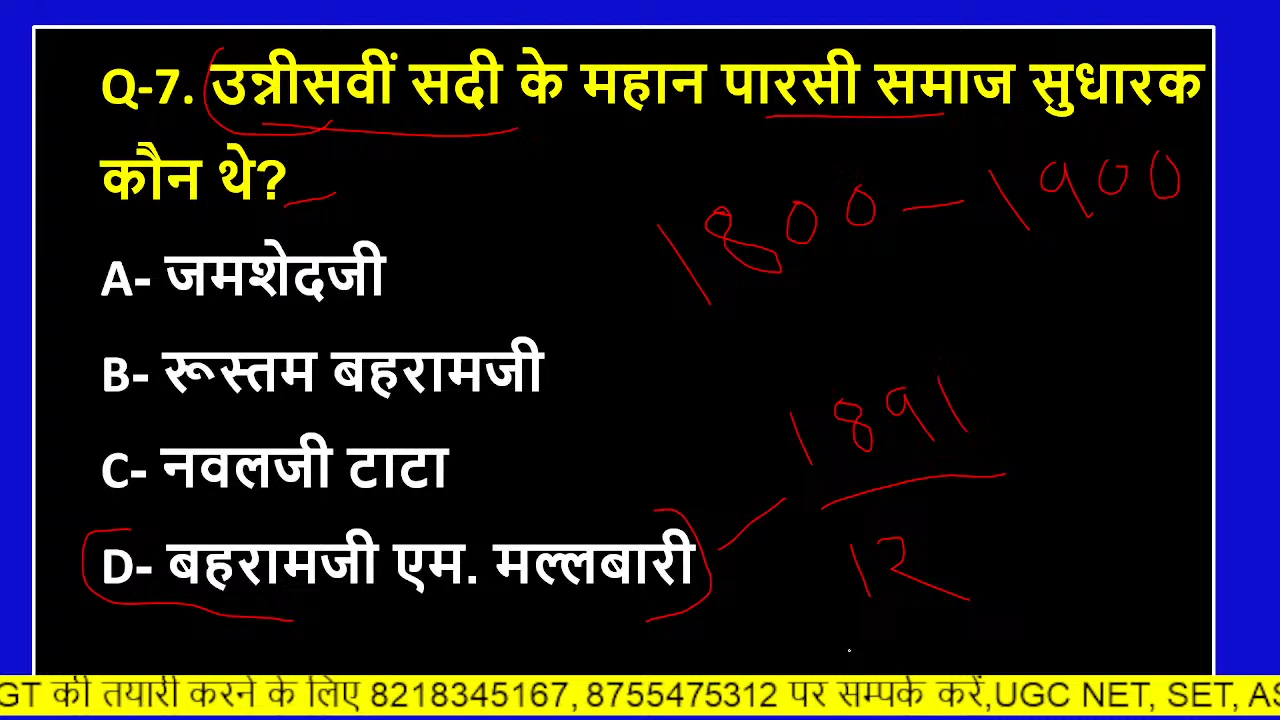 Q-7. उन्नीसवीं सदी के महान पारसी समाज सुधारक
कौन थे?
1800-1900
A- जमशेदजी
B- रूस्तम बहरामजी
1891
C- नवलजी टाटा
D- बहरामजी एम. मल्लबारी
12
GT की तयारी करने के लिए 8218345167, 8755475312 पर सम्पर्क करें,UGC NET, SET, AS